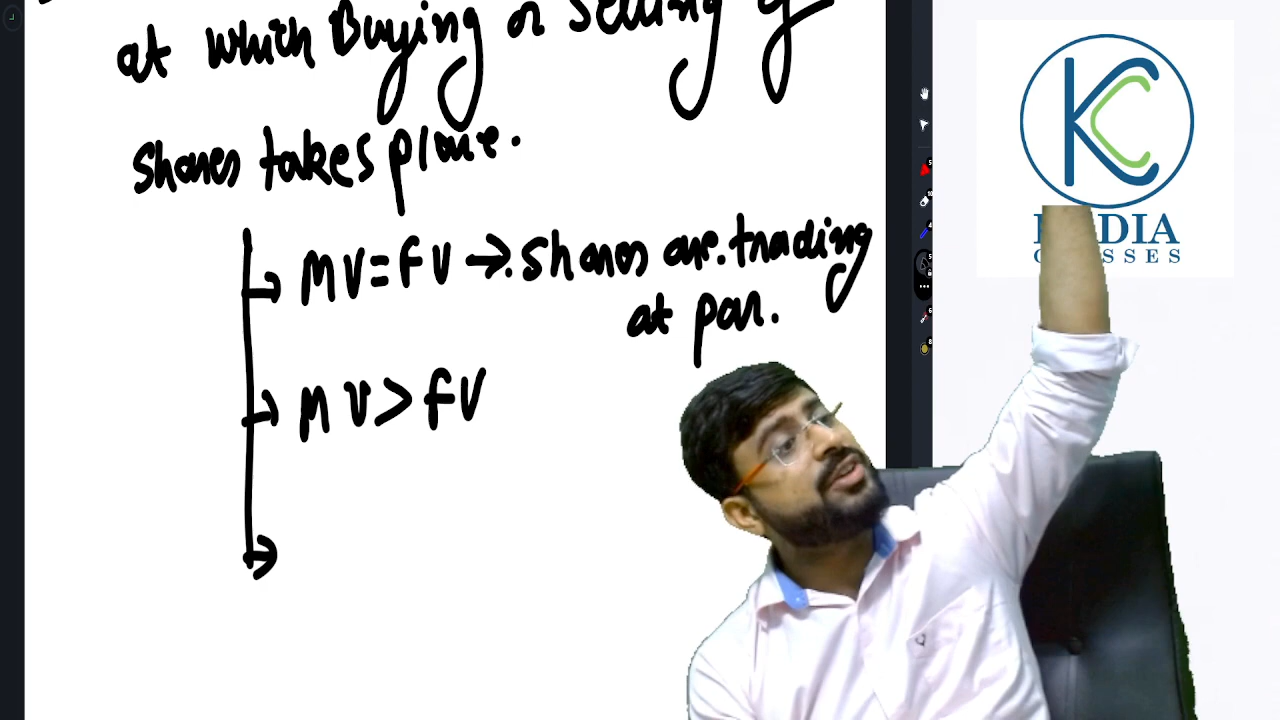 at which Buying or Selling of
shares takes place.
MV=FV → shares are trading
at par.
MV>FV
KC
K DIA
C SSES